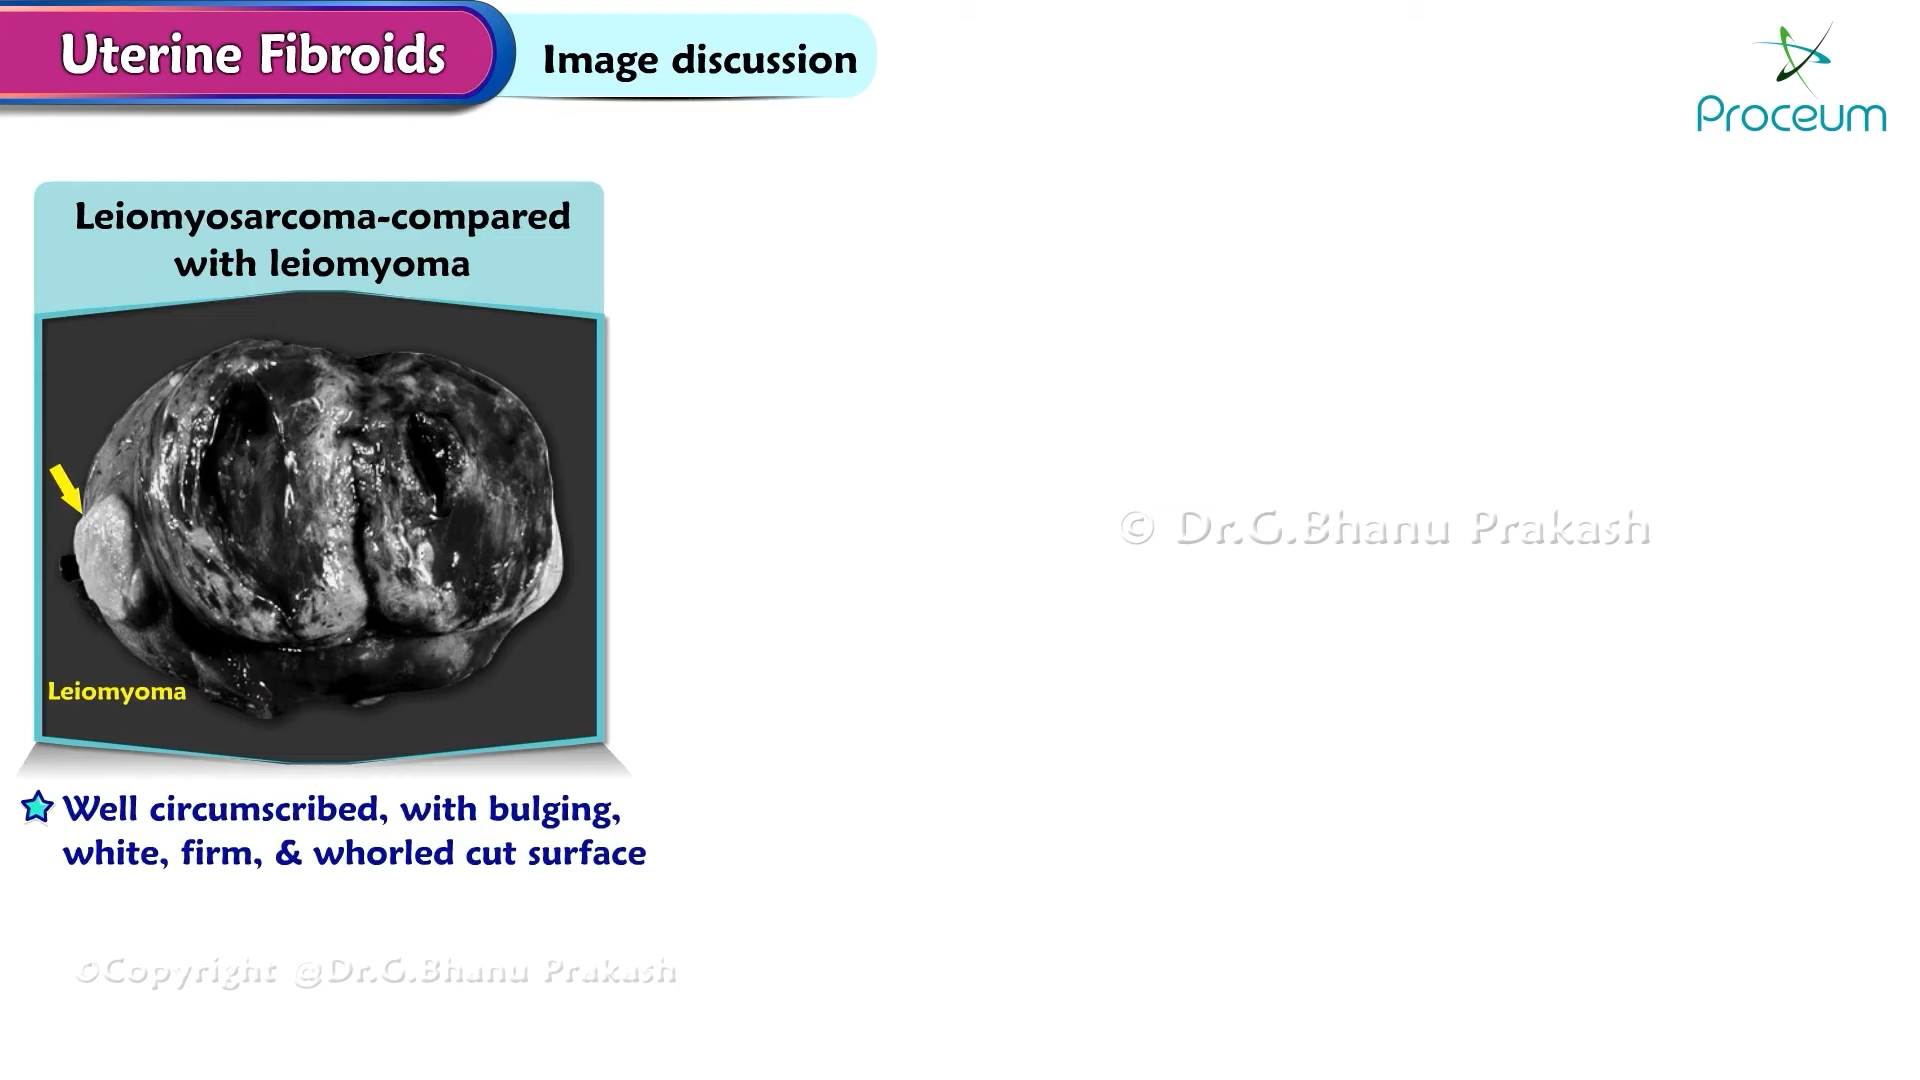 Uterine Fibroids
Image discussion
Proceum
Leiomyosarcoma-compared
with leiomyoma
Leiomyoma
Well circumscribed, with bulging,
white, firm, & whorled cut surface
© Dr.G.Bhanu Prakash
©Copyright @Dr.G.Bhanu Prakash